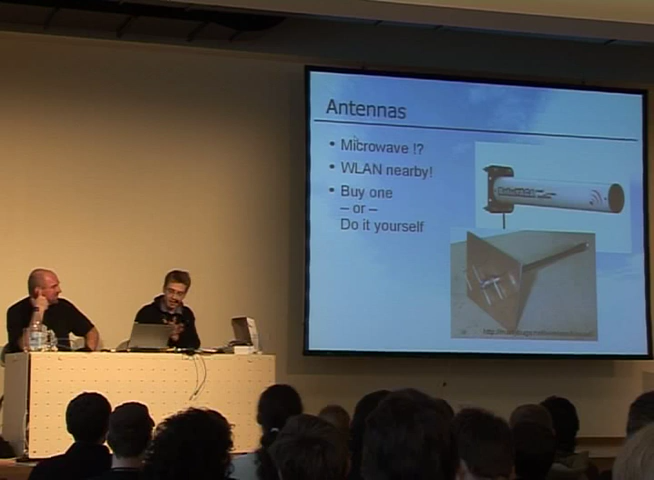 Antennas
• Microwave !?
• WLAN nearby!
• Buy one
– or –
Do it yourself